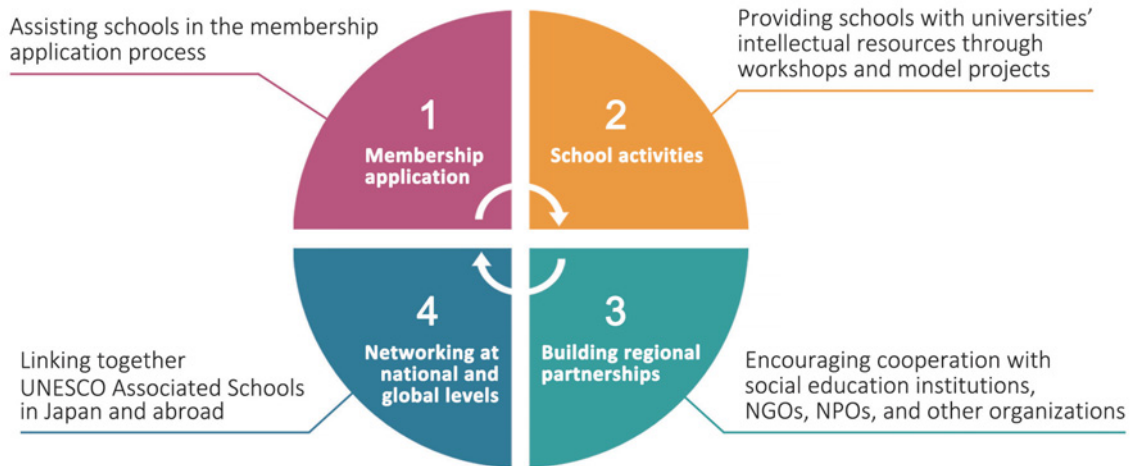 Assisting schools in the membership
application process
Providing schools with universities’
intellectual resources through
workshops and model projects
1
Membership
application
2
School activities
4
Networking at
national and
global levels
3
Building regional
partnerships
Linking together
UNESCO Associated Schools
in Japan and abroad
Encouraging cooperation with
social education institutions,
NGOs, NPOs, and other organizations